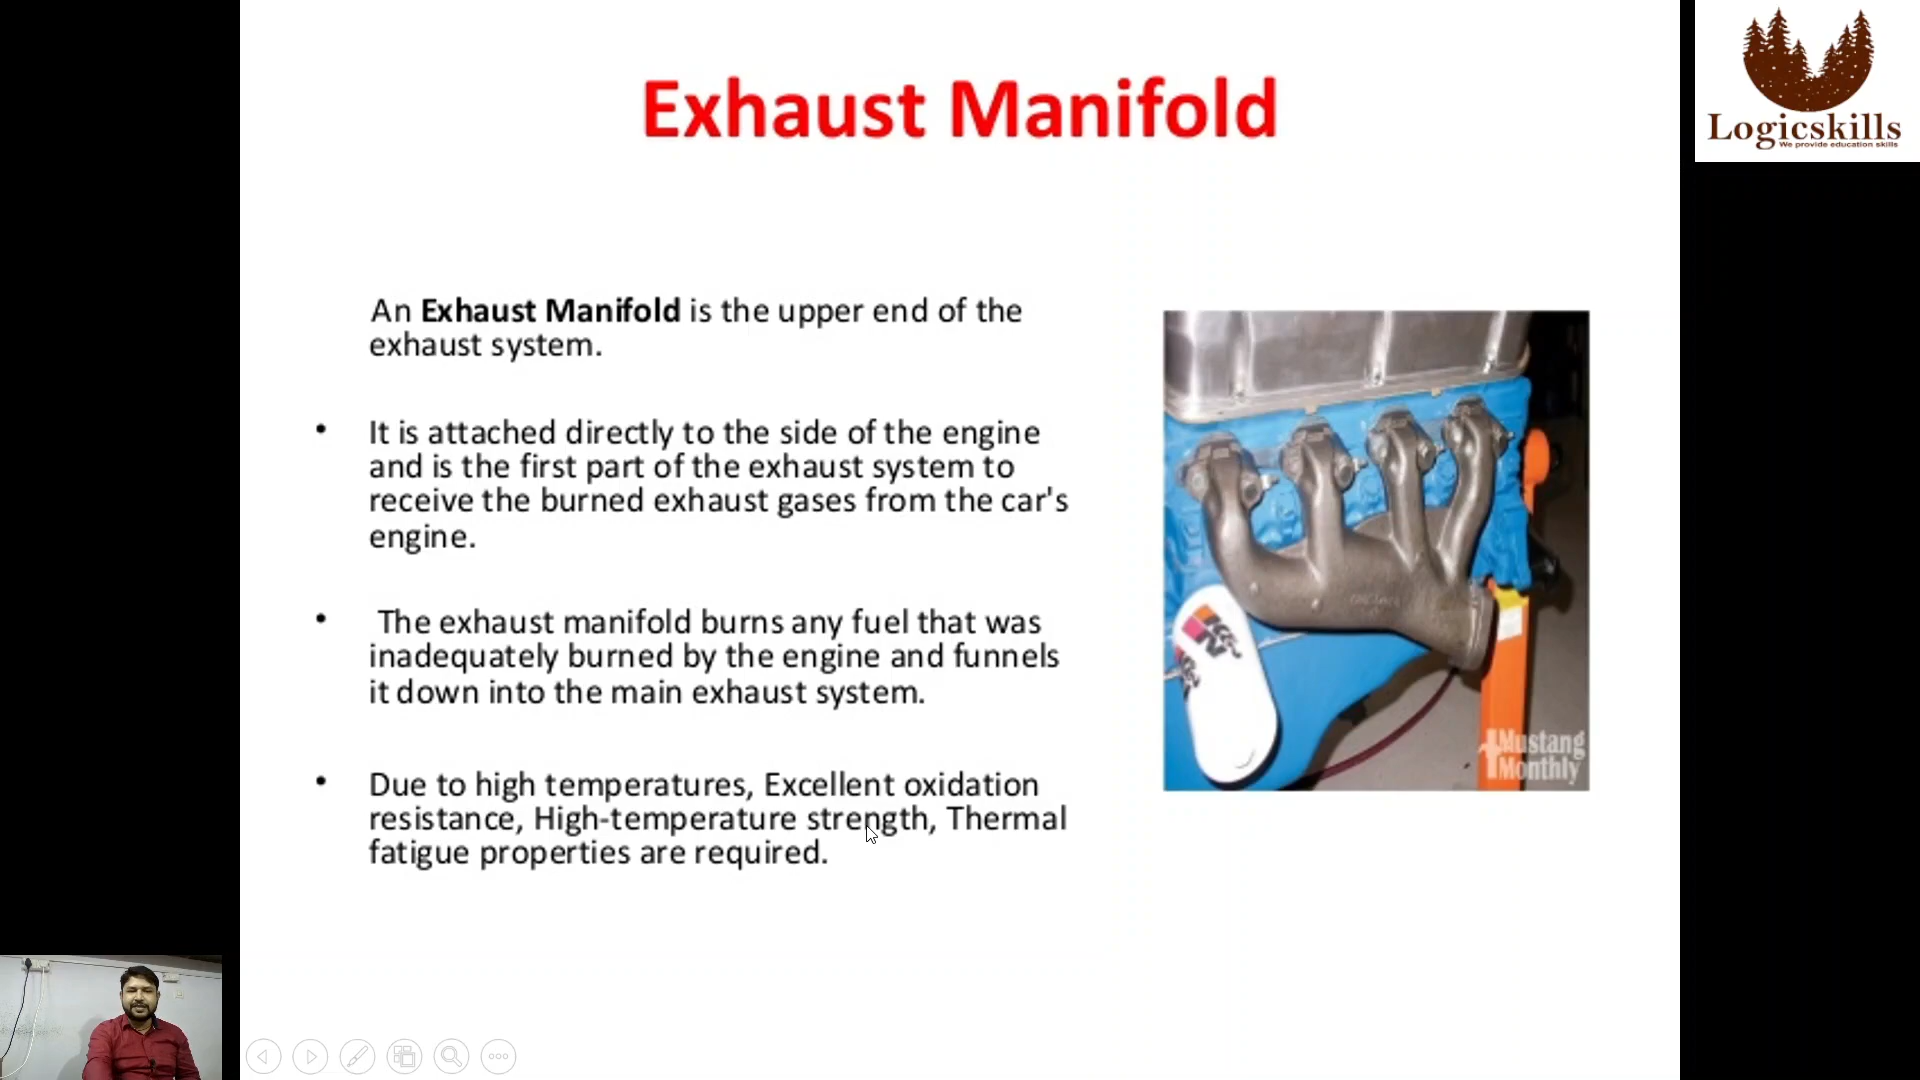 Exhaust Manifold
Logicskills
We provide education skills
An Exhaust Manifold is the upper end of the
exhaust system.
• It is attached directly to the side of the engine
and is the first part of the exhaust system to
receive the burned exhaust gases from the car's
engine.
• The exhaust manifold burns any fuel that was
inadequately burned by the engine and funnels
it down into the main exhaust system.
• Due to high temperatures, Excellent oxidation
resistance, High-temperature strength, Thermal
fatigue properties are required.
Mustang
Monthly